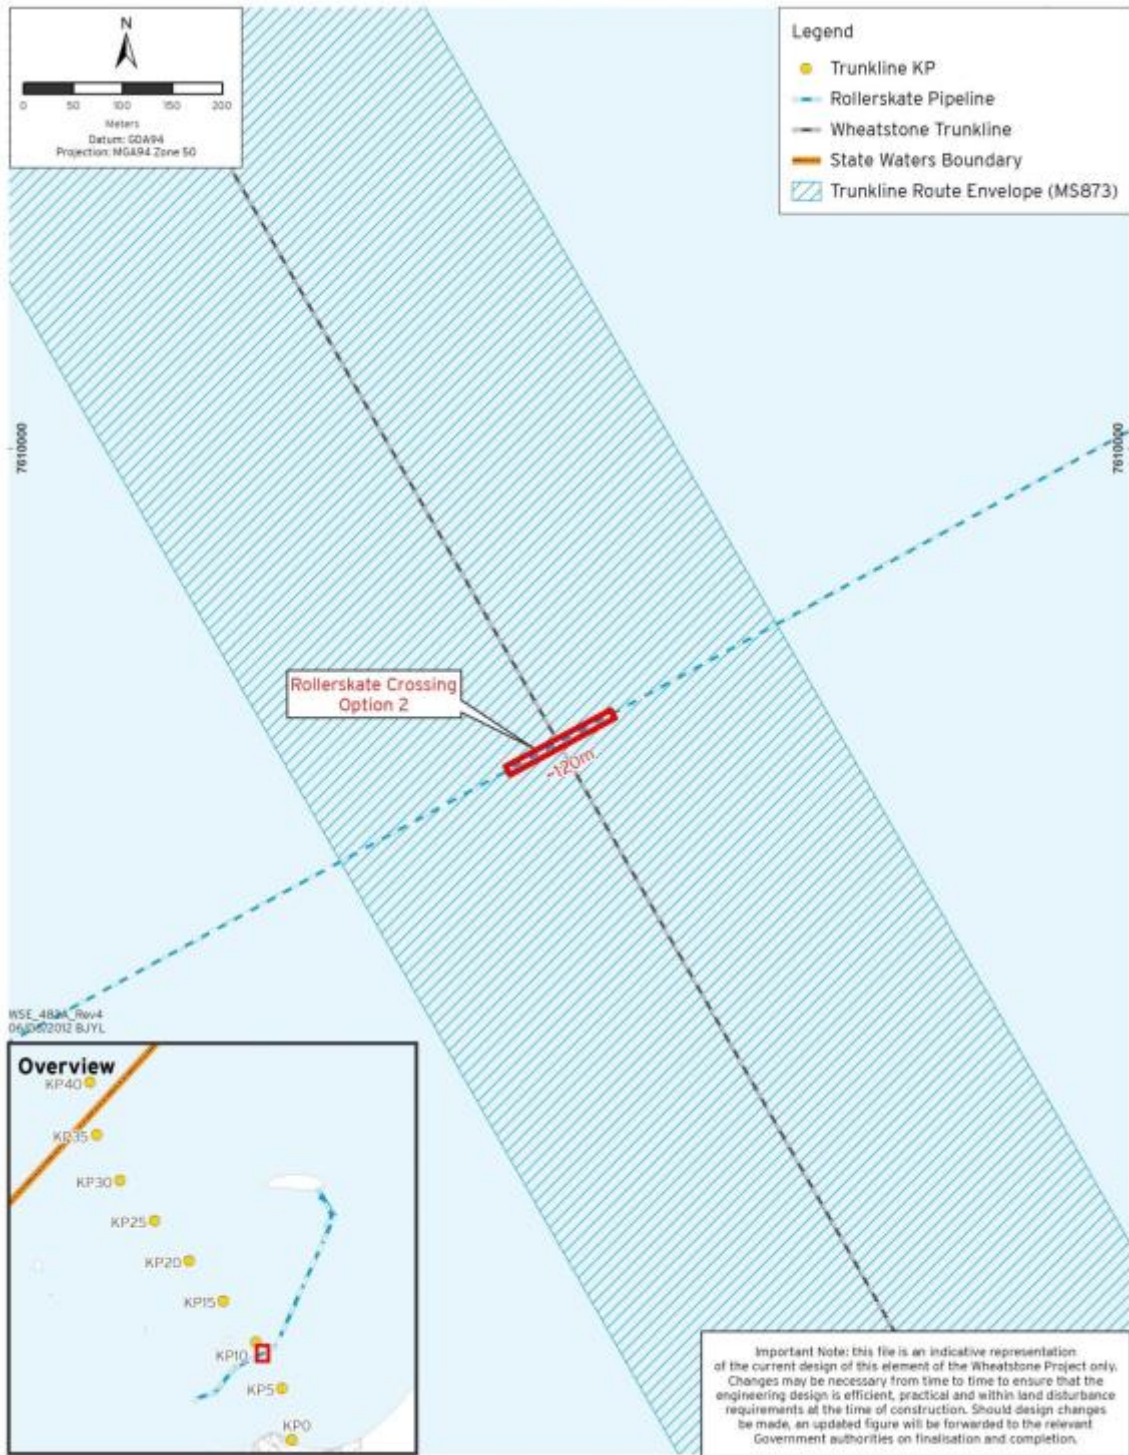 N
0 50 100 150 200
Meters
Datum: GDA94
Projection: MGA94 Zone 50
Legend
Trunkline KP
Rollerskate Pipeline
Wheatstone Trunkline
State Waters Boundary
Trunkline Route Envelope (MS873)
7610000
7610000
Rollerskate Crossing
Option 2
~120m
BJYL
Overview
KP40
KP35
KP30
KP25
KP20
KP15
KP10
KP5
KP0
Important Note: this file is an indicative representation
of the current design of this element of the Wheatstone Project only.
Changes may be necessary from time to time to ensure that the
engineering design is efficient, practical and within land disturbance
requirements at the time of construction. Should design changes
be made, an updated figure will be forwarded to the relevant
Government authorities on finalisation and completion.